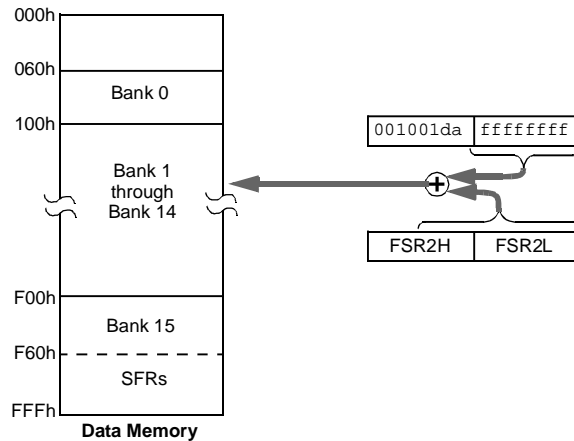 000h
060h
Bank 0
100h
001001da ffffffff
Bank 1
through
Bank 14
FSR2H FSR2L
F00h
Bank 15
F60h
SFRs
FFFh
Data Memory